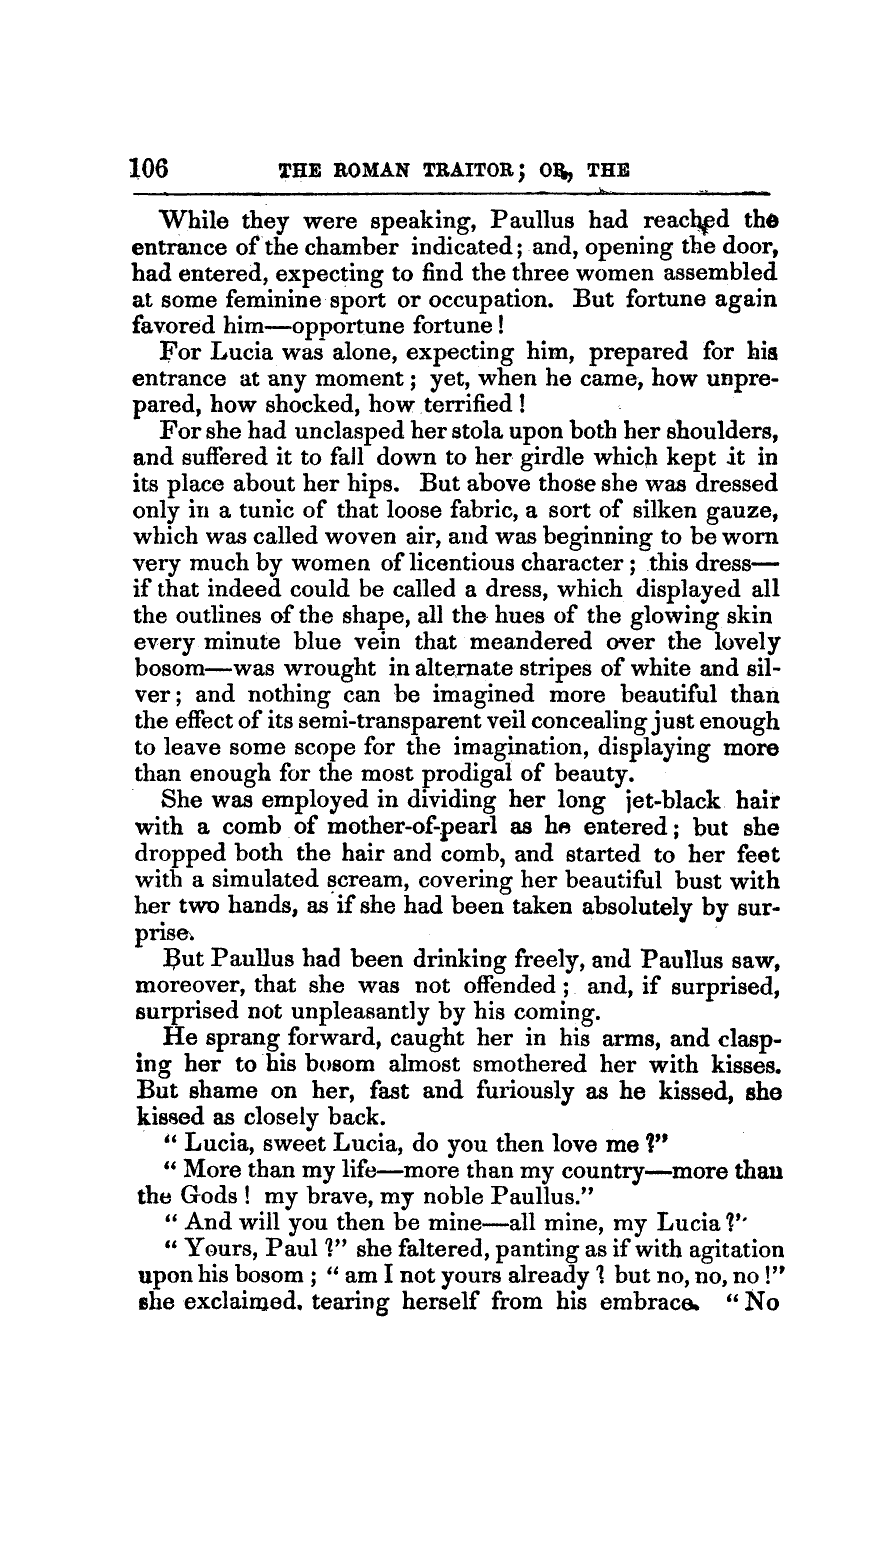 106 THE ROMAN TRAITOR; OR, THE
While they were speaking, Paullus had reached the
entrance of the chamber indicated; and, opening the door,
had entered, expecting to find the three women assembled
at some feminine sport or occupation. But fortune again
favored him—opportune fortune!
For Lucia was alone, expecting him, prepared for his
entrance at any moment; yet, when he came, how unpre-
pared, how shocked, how terrified!
For she had unclasped her stola upon both her shoulders,
and suffered it to fall down to her girdle which kept it in
its place about her hips. But above those she was dressed
only in a tunic of that loose fabric, a sort of silken gauze,
which was called woven air, and was beginning to be worn
very much by women of licentious character; this dress—
if that indeed could be called a dress, which displayed all
the outlines of the shape, all the hues of the glowing skin
every minute blue vein that meandered over the lovely
bosom—was wrought in alternate stripes of white and sil-
ver; and nothing can be imagined more beautiful than
the effect of its semi-transparent veil concealing just enough
to leave some scope for the imagination, displaying more
than enough for the most prodigal of beauty.
She was employed in dividing her long jet-black hair
with a comb of mother-of-pearl as he entered; but she
dropped both the hair and comb, and started to her feet
with a simulated scream, covering her beautiful bust with
her two hands, as if she had been taken absolutely by sur-
prise.
But Paullus had been drinking freely, and Paullus saw,
moreover, that she was not offended; and, if surprised,
surprised not unpleasantly by his coming.
He sprang forward, caught her in his arms, and clasp-
ing her to his bosom almost smothered her with kisses.
But shame on her, fast and furiously as he kissed, she
kissed as closely back.
"Lucia, sweet Lucia, do you then love me?"
"More than my life—more than my country—more than
the Gods! my brave, my noble Paullus."
"And will you then be mine—all mine, my Lucia?"
"Yours, Paul?" she faltered, panting as if with agitation
upon his bosom; "am I not yours already? but no, no, no!"
she exclaimed, tearing herself from his embrace. "No